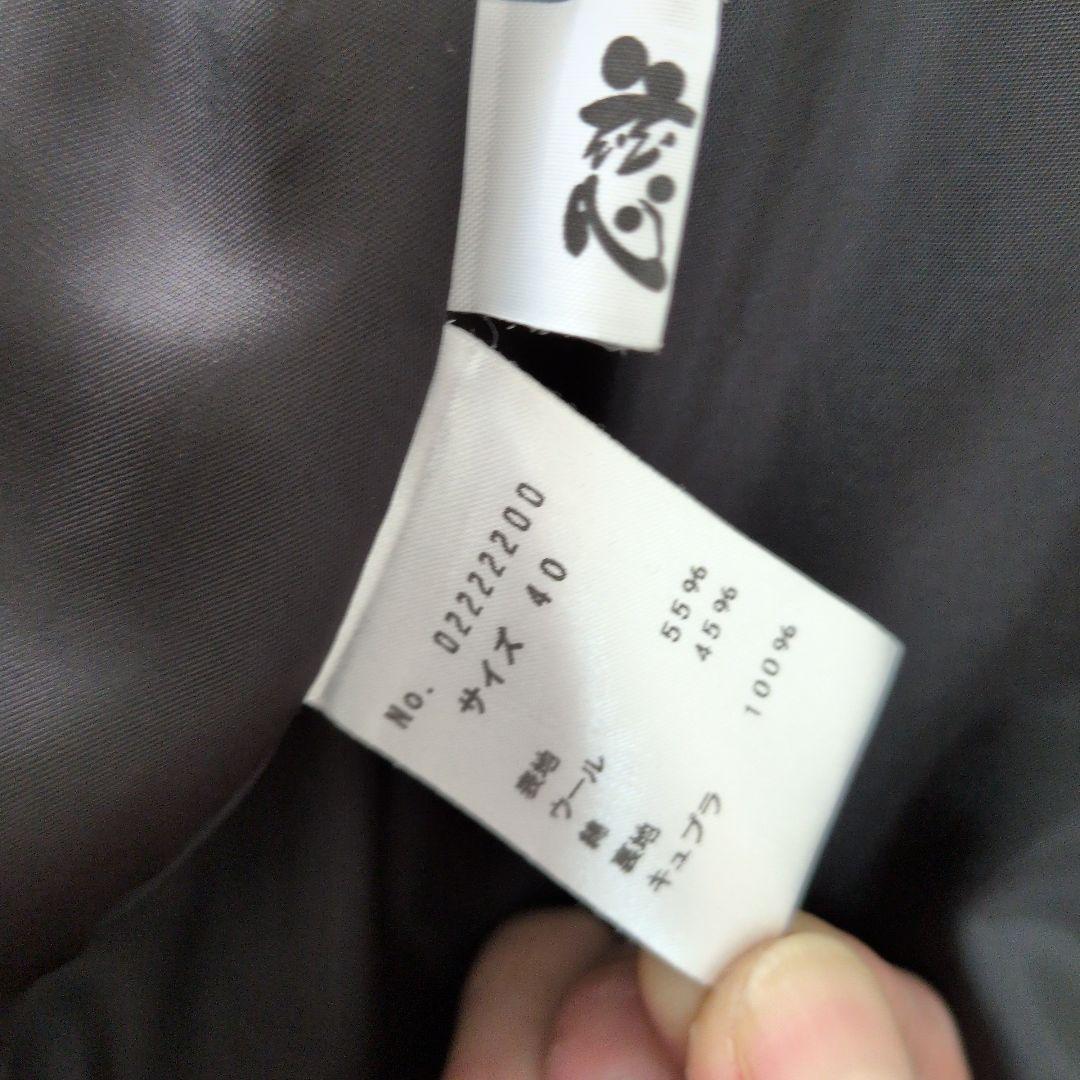 慈
No. 02222200
サイズ 40
表地
ウール 55%
綿 45%
裏地
キュプラ 100%